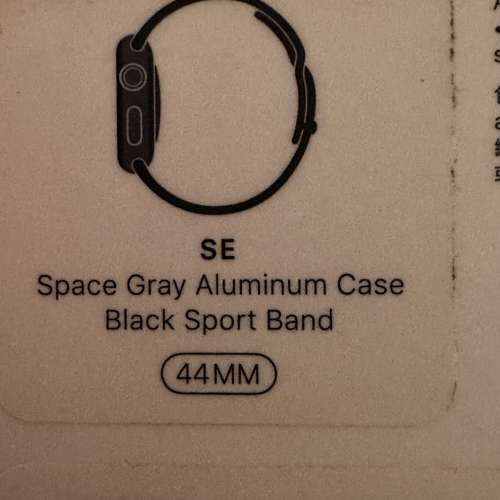 SE
Space Gray Aluminum Case
Black Sport Band
44MM